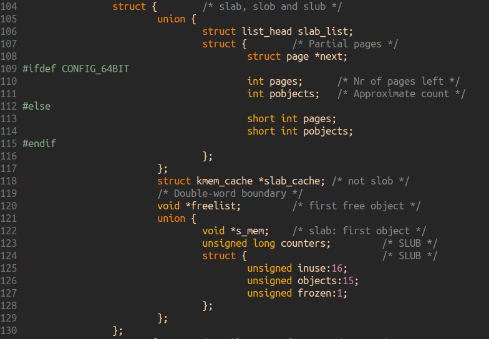 104 struct { /* slab, slob and slub */
105 union {
106 struct list_head slab_list;
107 struct { /* Partial pages */
108 struct page *next;
109 #ifdef CONFIG_64BIT
110 int pages; /* Nr of pages left */
111 int pobjects; /* Approximate count */
112 #else
113 short int pages;
114 short int pobjects;
115 #endif
116 };
117 };
118 struct kmem_cache *slab_cache; /* not slob */
119 /* Double-word boundary */
120 void *freelist; /* first free object */
121 union {
122 void *s_mem; /* slab: first object */
123 unsigned long counters; /* SLUB */
124 struct { /* SLUB */
125 unsigned inuse:16;
126 unsigned objects:15;
127 unsigned frozen:1;
128 };
129 };
130 };